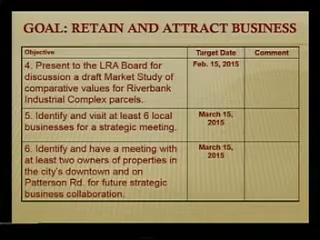 GOAL: RETAIN AND ATTRACT BUSINESS
Objective Target Date Comment
4. Present to the LRA Board for Feb. 15, 2015
discussion a draft Market Study of
comparative values for Riverbank
Industrial Complex parcels.
5. Identify and visit at least 6 local March 15,
businesses for a strategic meeting. 2015
6. Identify and have a meeting with March 15,
at least two owners of properties in 2015
the city's downtown and on
Patterson Rd. for future strategic
business collaboration.